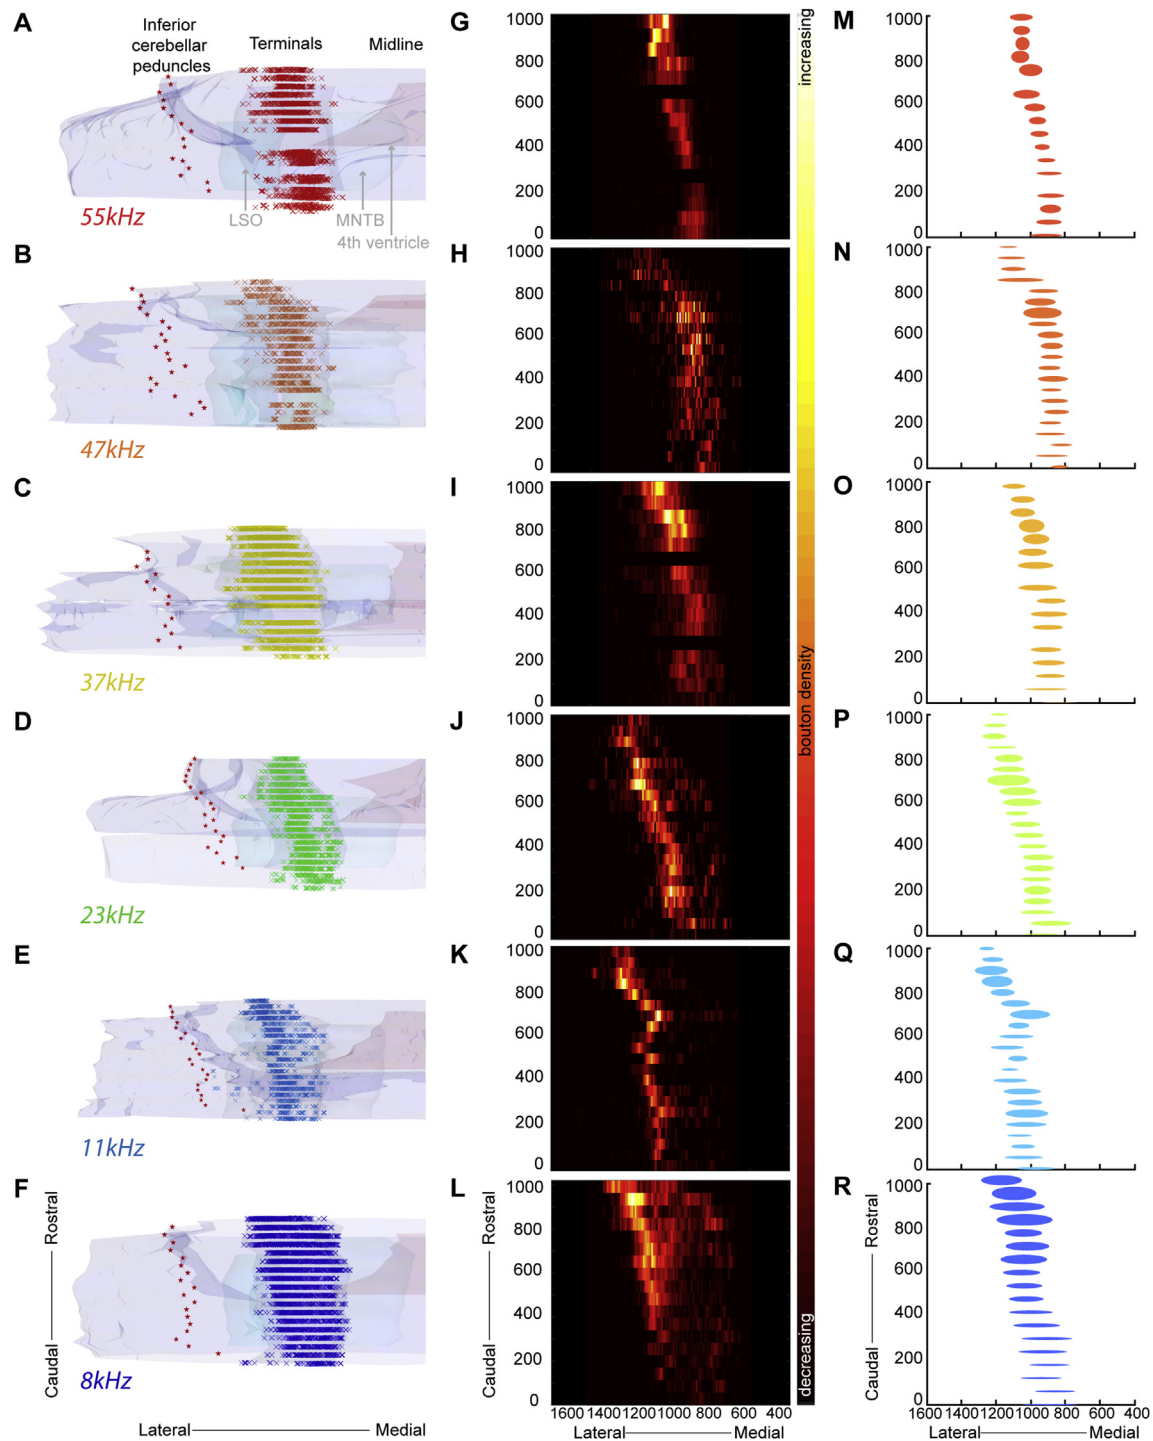 A
Inferior
cerebellar
peduncles
Terminals
Midline
LSO
MNTB
4th ventricle
55kHz
B
47kHz
C
37kHz
D
23kHz
E
11kHz
F
Rostral
Caudal
8kHz
Lateral
Medial
G
1000
800
600
400
200
0
H
1000
800
600
400
200
0
I
1000
800
600
400
200
0
J
1000
800
600
400
200
0
K
1000
800
600
400
200
0
L
1000
800
600
400
200
0
Rostral
Caudal
1600 1400 1200 1000 800 600 400
Lateral
Medial
increasing
bouton density
decreasing
M
1000
800
600
400
200
0
N
1000
800
600
400
200
0
O
1000
800
600
400
200
0
P
1000
800
600
400
200
0
Q
1000
800
600
400
200
0
R
1000
800
600
400
200
0
Rostral
Caudal
1600 1400 1200 1000 800 600 400
Lateral
Medial